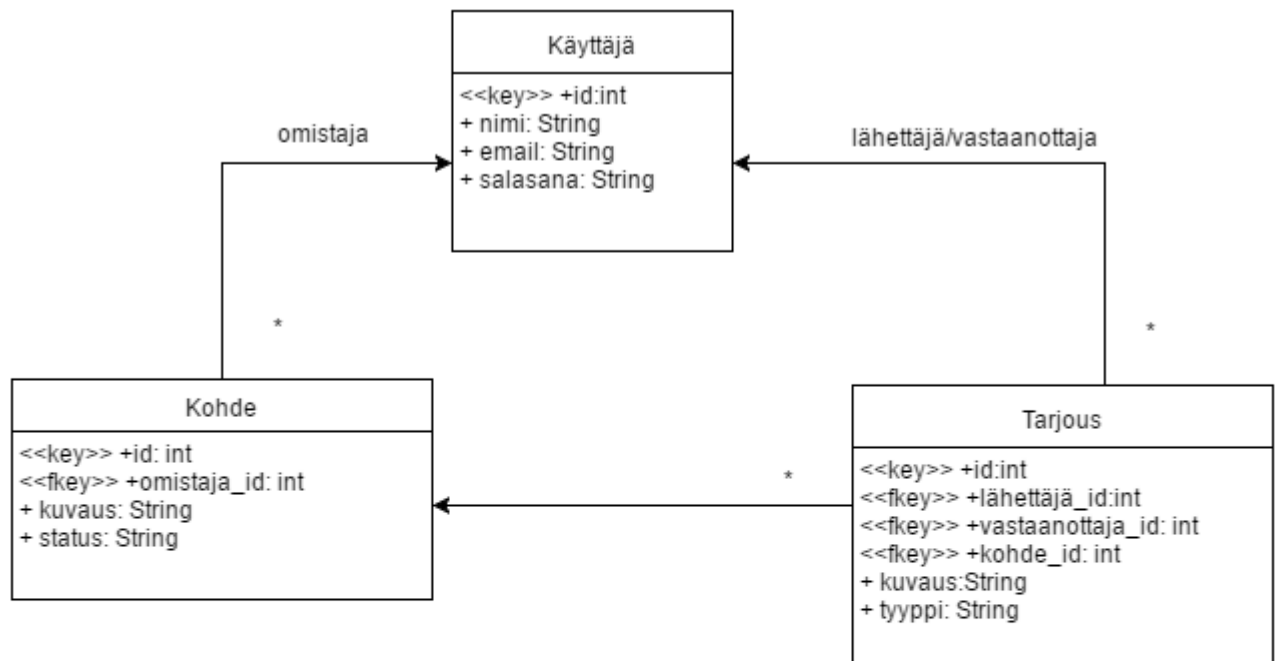 Käyttäjä
<<key>> +id:int
+ nimi: String
+ email: String
+ salasana: String
omistaja
lähettäjä/vastaanottaja
*
*
Kohde
<<key>> +id: int
<<fkey>> +omistaja_id: int
+ kuvaus: String
+ status: String
*
Tarjous
<<key>> +id:int
<<fkey>> +lähettäjä_id:int
<<fkey>> +vastaanottaja_id: int
<<fkey>> +kohde_id: int
+ kuvaus:String
+ tyyppi: String